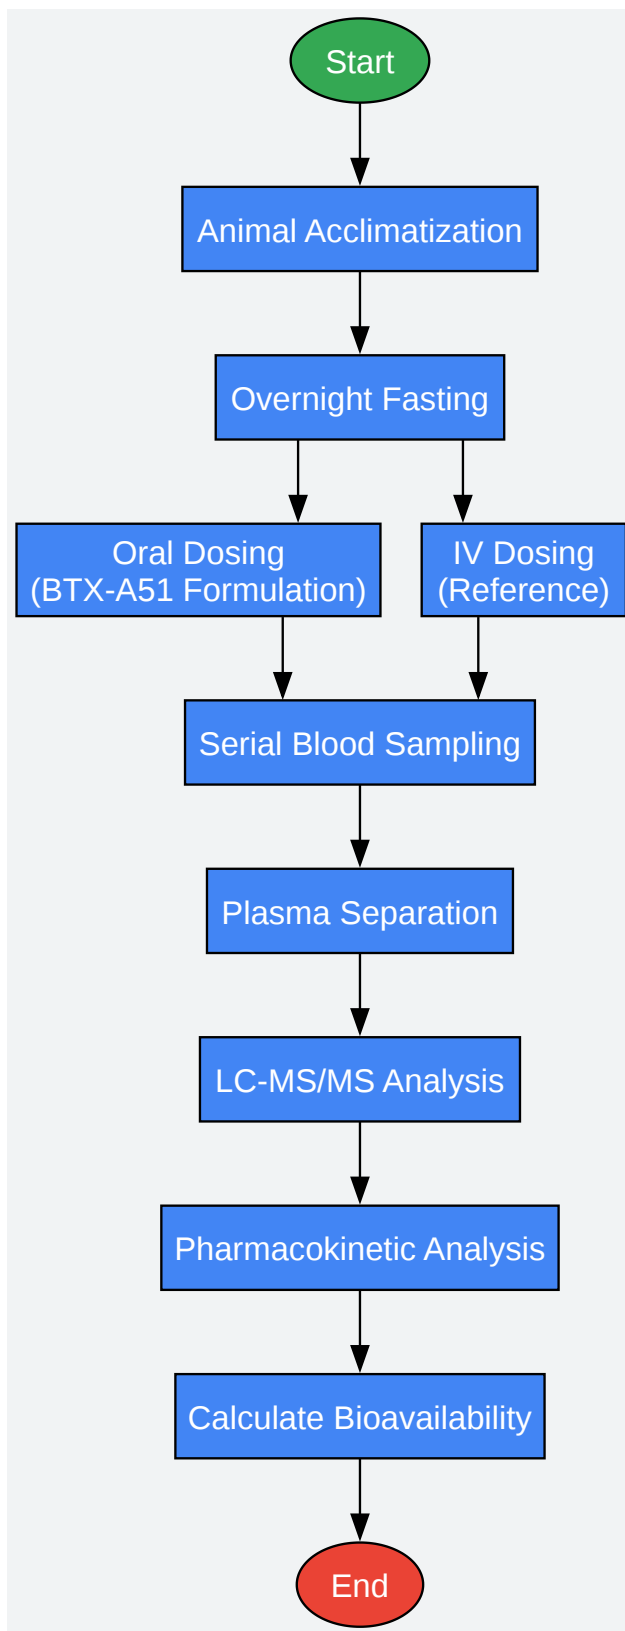 Start
Animal Acclimatization
Overnight Fasting
Oral Dosing
(BTX-A51 Formulation)
IV Dosing
(Reference)
Serial Blood Sampling
Plasma Separation
LC-MS/MS Analysis
Pharmacokinetic Analysis
Calculate Bioavailability
End